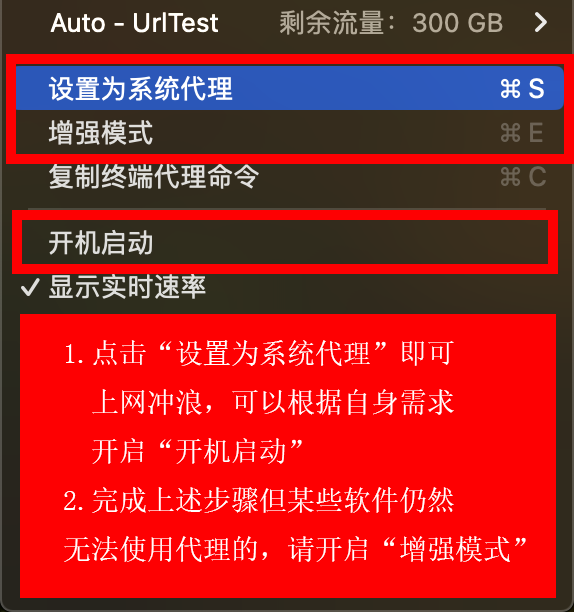 Auto - UrlTest 剩余流量：300 GB
设置为系统代理 ⌘ S
增强模式 ⌘ E
复制终端代理命令 ⌘ C
开机启动
✓ 显示实时速率
1. 点击“设置为系统代理”即可
上网冲浪，可以根据自身需求
开启“开机启动”
2. 完成上述步骤但某些软件仍然
无法使用代理的，请开启“增强模式”